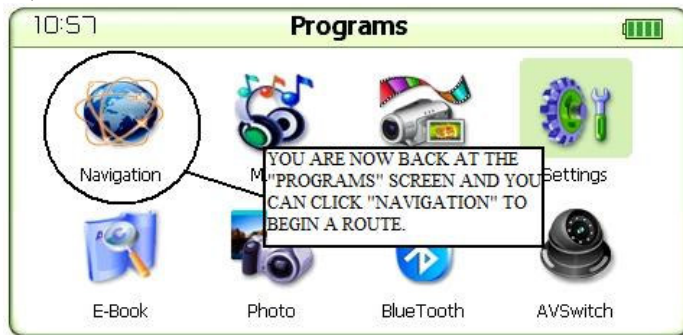 10:57 Programs
Navigation M Settings
YOU ARE NOW BACK AT THE
"PROGRAMS" SCREEN AND YOU
CAN CLICK "NAVIGATION" TO
BEGIN A ROUTE.
E-Book Photo BlueTooth AVSwitch